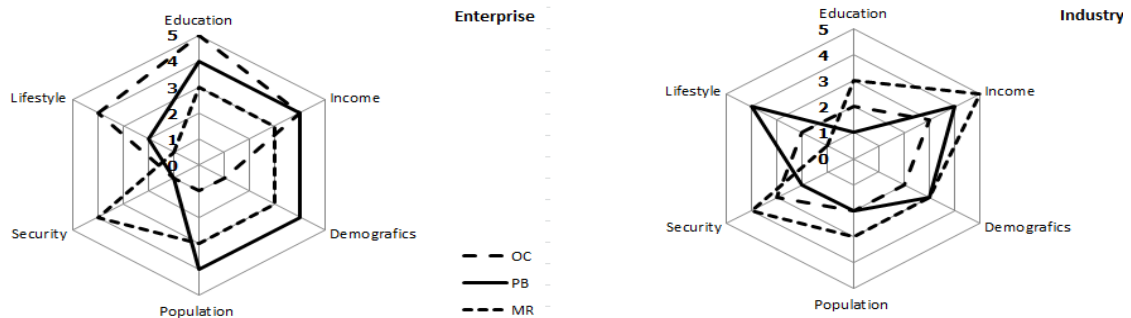 Education
Enterprise
5
4
3
2
1
0
Lifestyle
Income
Security
Demografics
Population
OC
PB
MR
Education
Industry
5
4
3
2
1
0
Lifestyle
Income
Security
Demografics
Population